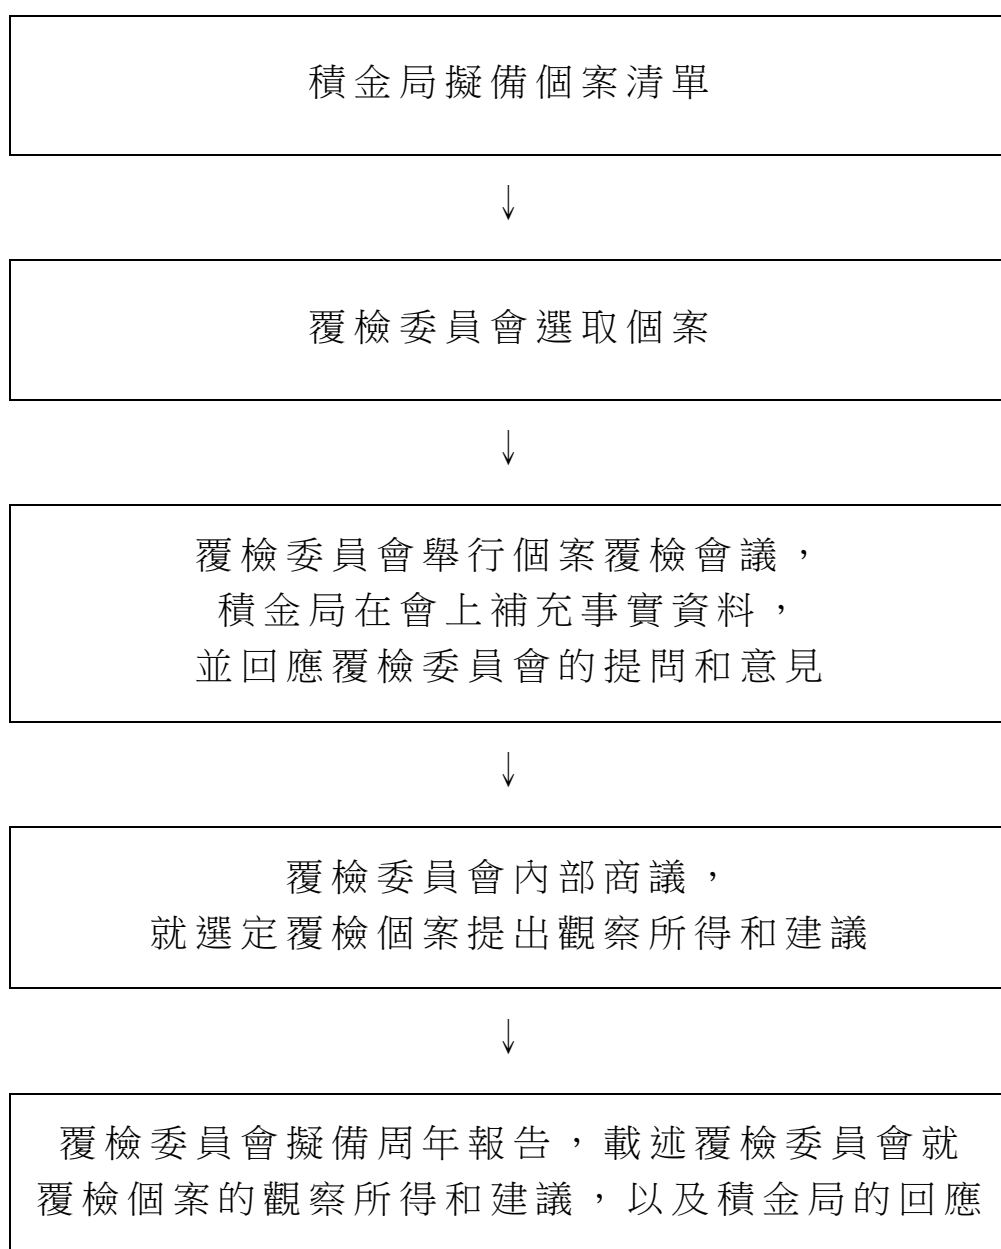 積金局擬備個案清單
↓
覆檢委員會選取個案
↓
覆檢委員會舉行個案覆檢會議，
積金局在會上補充事實資料，
並回應覆檢委員會的提問和意見
↓
覆檢委員會內部商議，
就選定覆檢個案提出觀察所得和建議
↓
覆檢委員會擬備周年報告，載述覆檢委員會就
覆檢個案的觀察所得和建議，以及積金局的回應